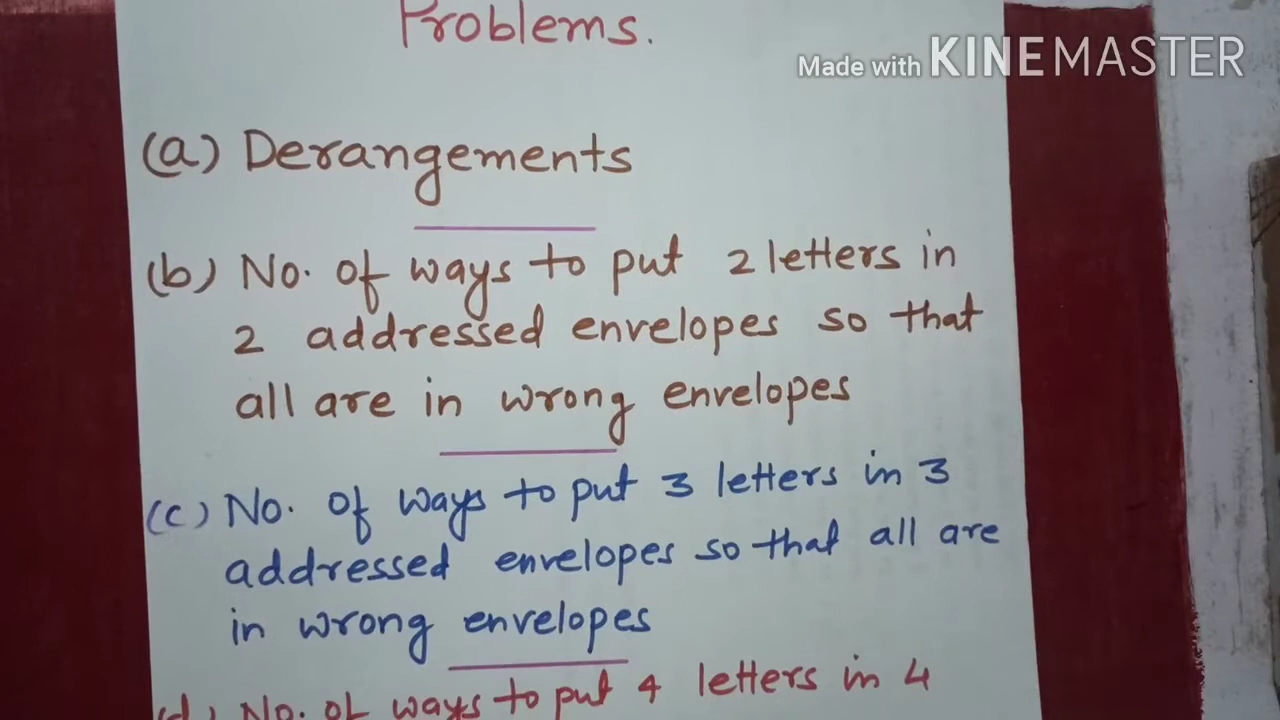 Problems.
Made with KINEMASTER
(a) Derangements
(b) No. of ways to put 2 letters in
2 addressed envelopes so that
all are in wrong envelopes
(c) No. of ways to put 3 letters in 3
addressed envelopes so that all are
in wrong envelopes
(d) No. of ways to put 4 letters in 4